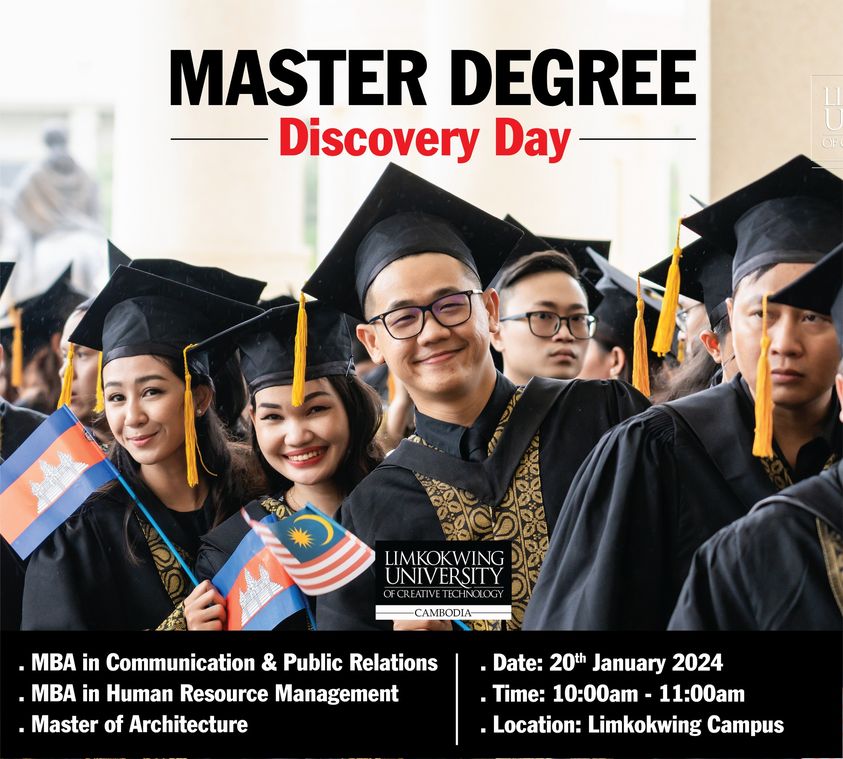 MASTER DEGREE
Discovery Day
LIMKOKWING
UNIVERSITY
OF CREATIVE TECHNOLOGY
CAMBODIA
. MBA in Communication & Public Relations
. MBA in Human Resource Management
. Master of Architecture
. Date: 20th January 2024
. Time: 10:00am - 11:00am
. Location: Limkokwing Campus